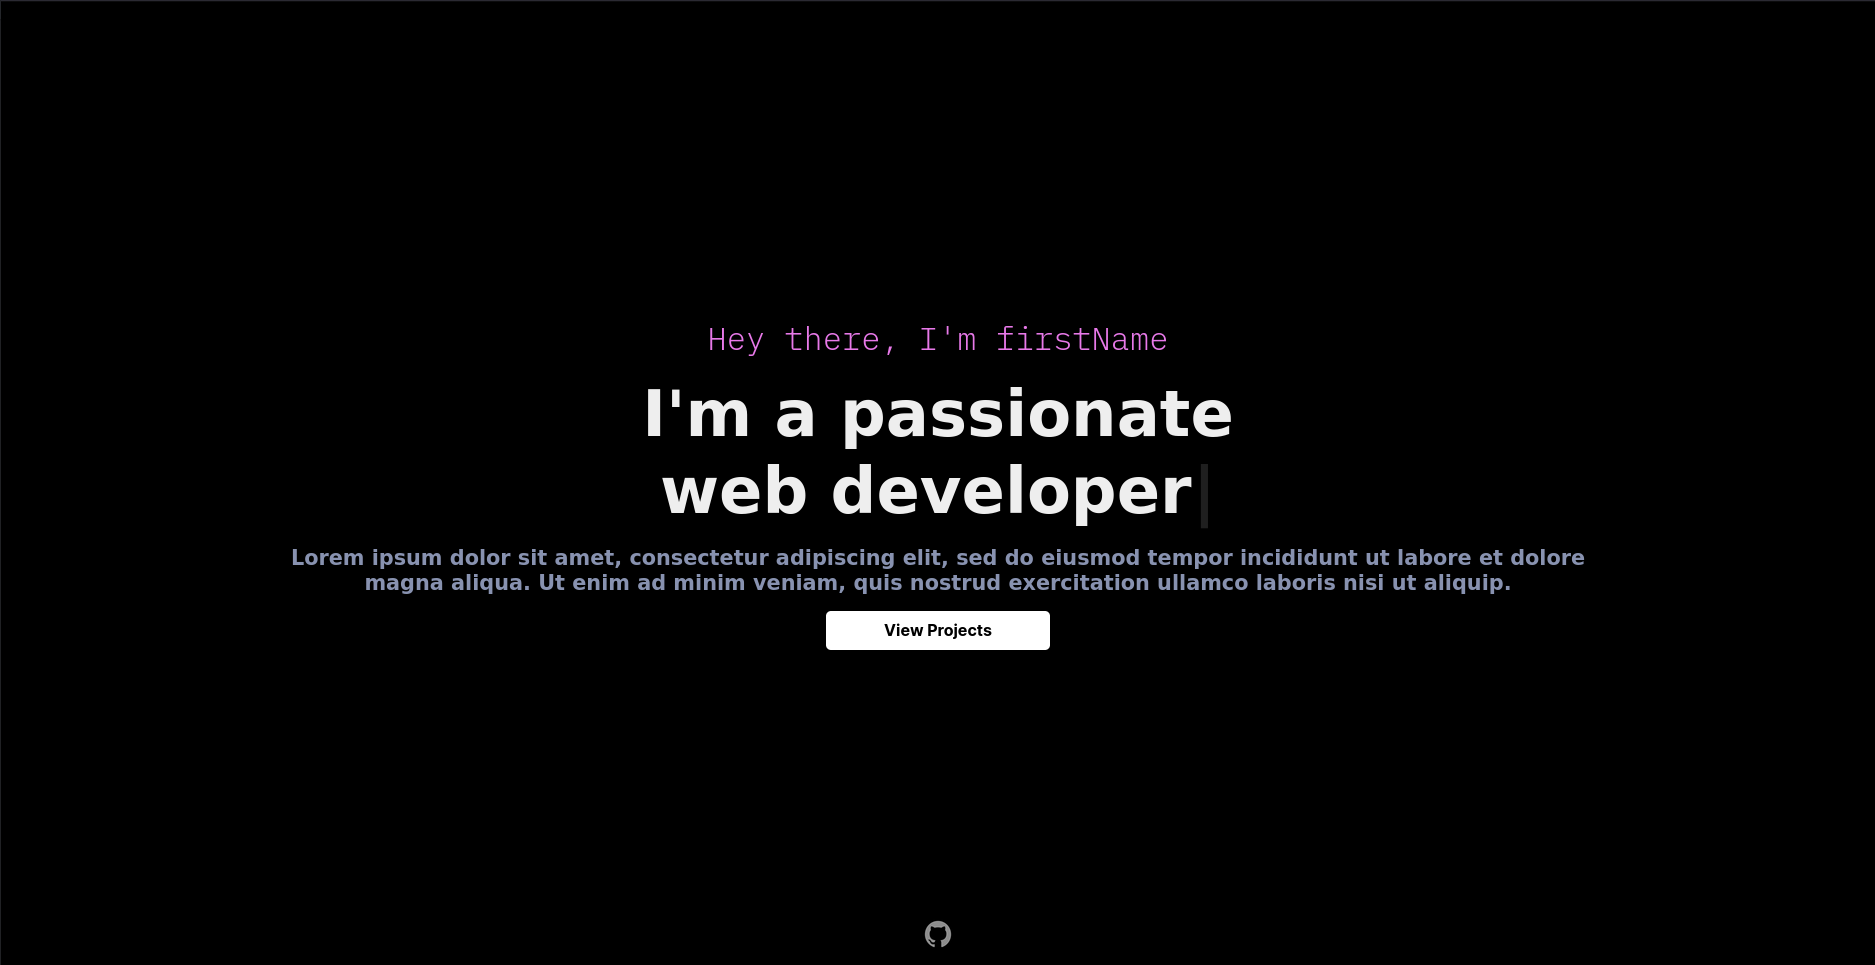 Hey there, I'm firstName
I'm a passionate
web developer|
Lorem ipsum dolor sit amet, consectetur adipiscing elit, sed do eiusmod tempor incididunt ut labore et dolore
magna aliqua. Ut enim ad minim veniam, quis nostrud exercitation ullamco laboris nisi ut aliquip.
View Projects